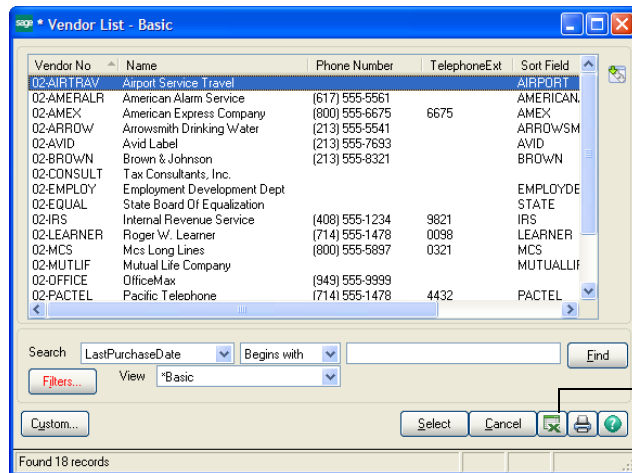 sage * Vendor List - Basic
Vendor No Name Phone Number TelephoneExt Sort Field
02-AIRTRAV Airport Service Travel AIRPORT
02-AMERALR American Alarm Service (617) 555-5561 AMERICAN.
02-AMEX American Express Company (800) 555-6675 6675 AMEX
02-ARROW Arrowsmith Drinking Water (213) 555-5541 ARROWSM
02-AVID Avid Label (213) 555-7693 AVID
02-BROWN Brown & Johnson (213) 555-8321 BROWN
02-CONSULT Tax Consultants, Inc.
02-EMPLOY Employment Development Dept EMPLOYDE
02-EQUAL State Board Of Equalization STATE
02-IRS Internal Revenue Service (408) 555-1234 9821 IRS
02-LEARNER Roger W. Learner (714) 555-1478 0098 LEARNER
02-MCS Mcs Long Lines (800) 555-5897 0321 MCS
02-MUTLIF Mutual Life Company MUTUALLIF
02-OFFICE OfficeMax (949) 555-9999
02-PACTEL Pacific Telephone (714) 555-1478 4432 PACTEL
Search LastPurchaseDate Begins with Find
Filters... View *Basic
Custom... Select Cancel
Found 18 records